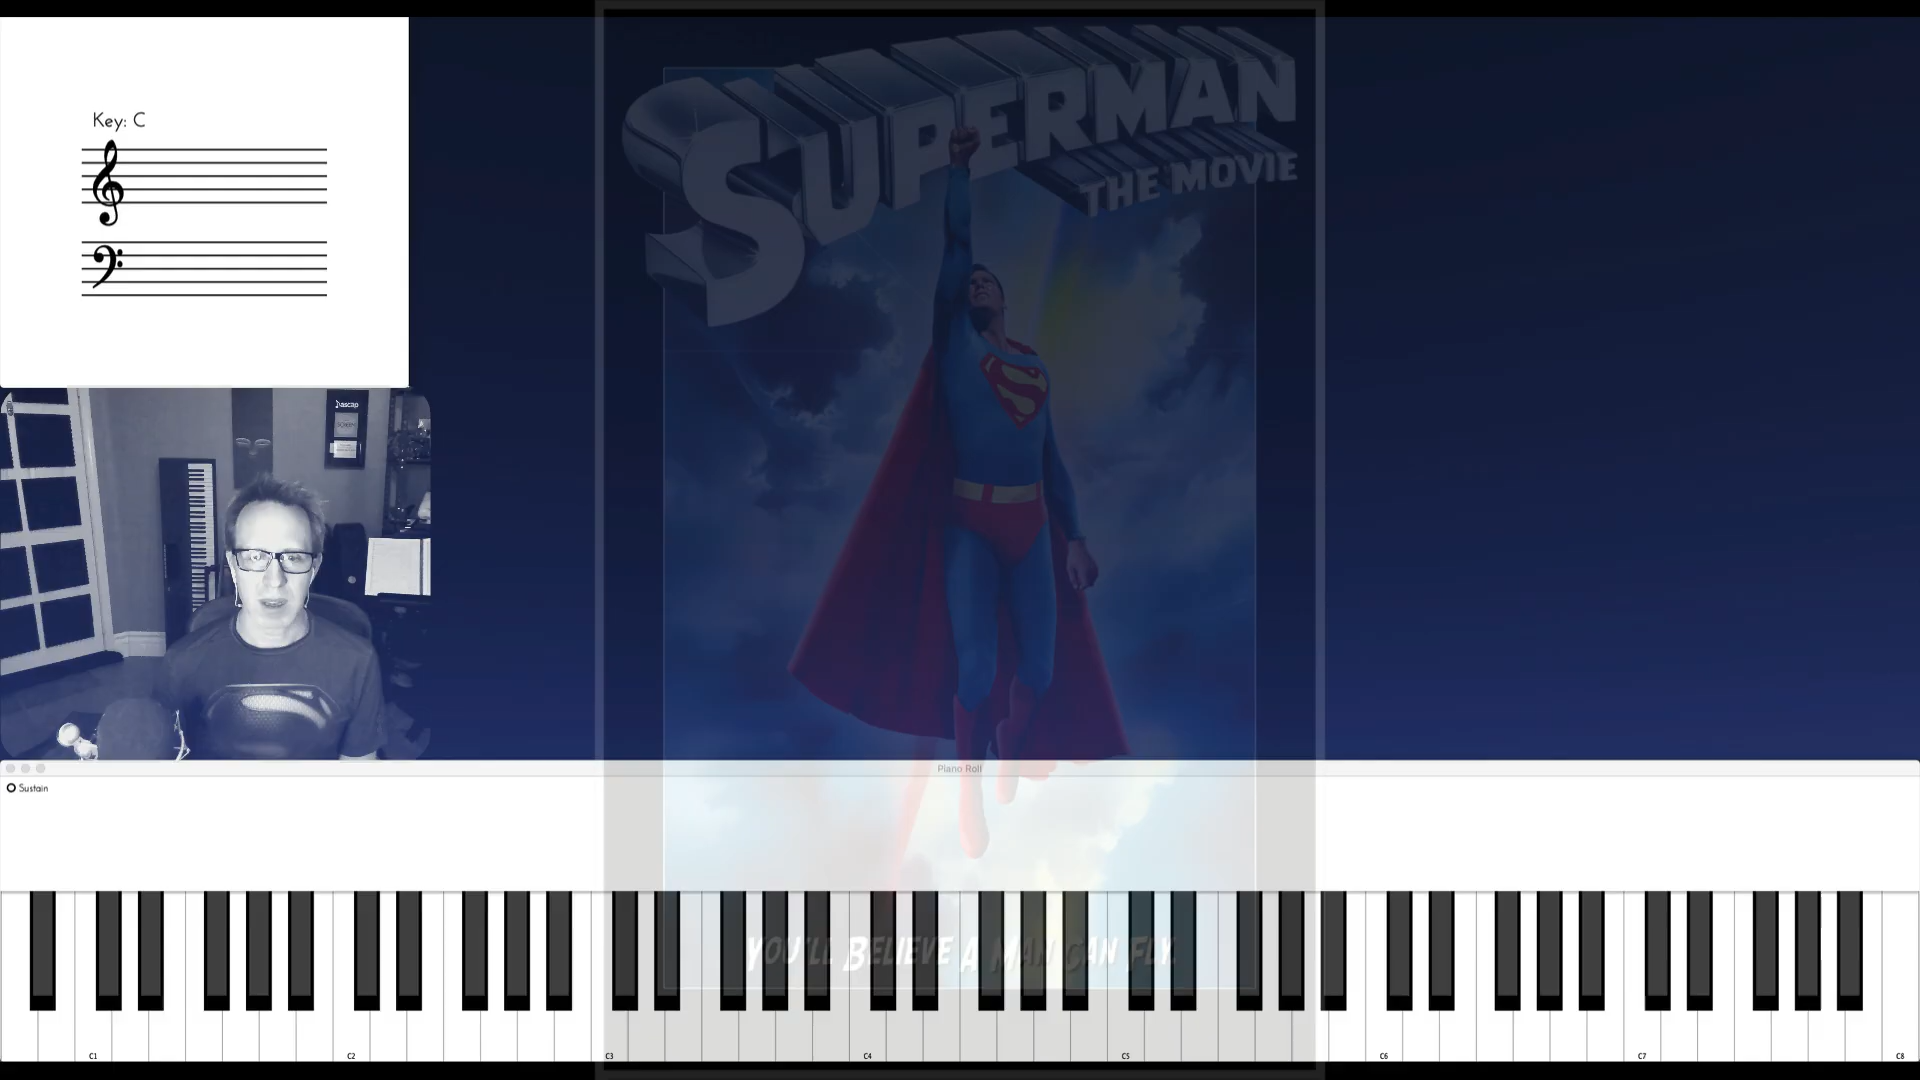 SUPERMAN
THE MOVIE
Key: C
ascap
Piano Roll
Sustain
YOU'LL BELIEVE A MAN CAN FLY.
C1 C2 C3 C4 C5 C6 C7 C8